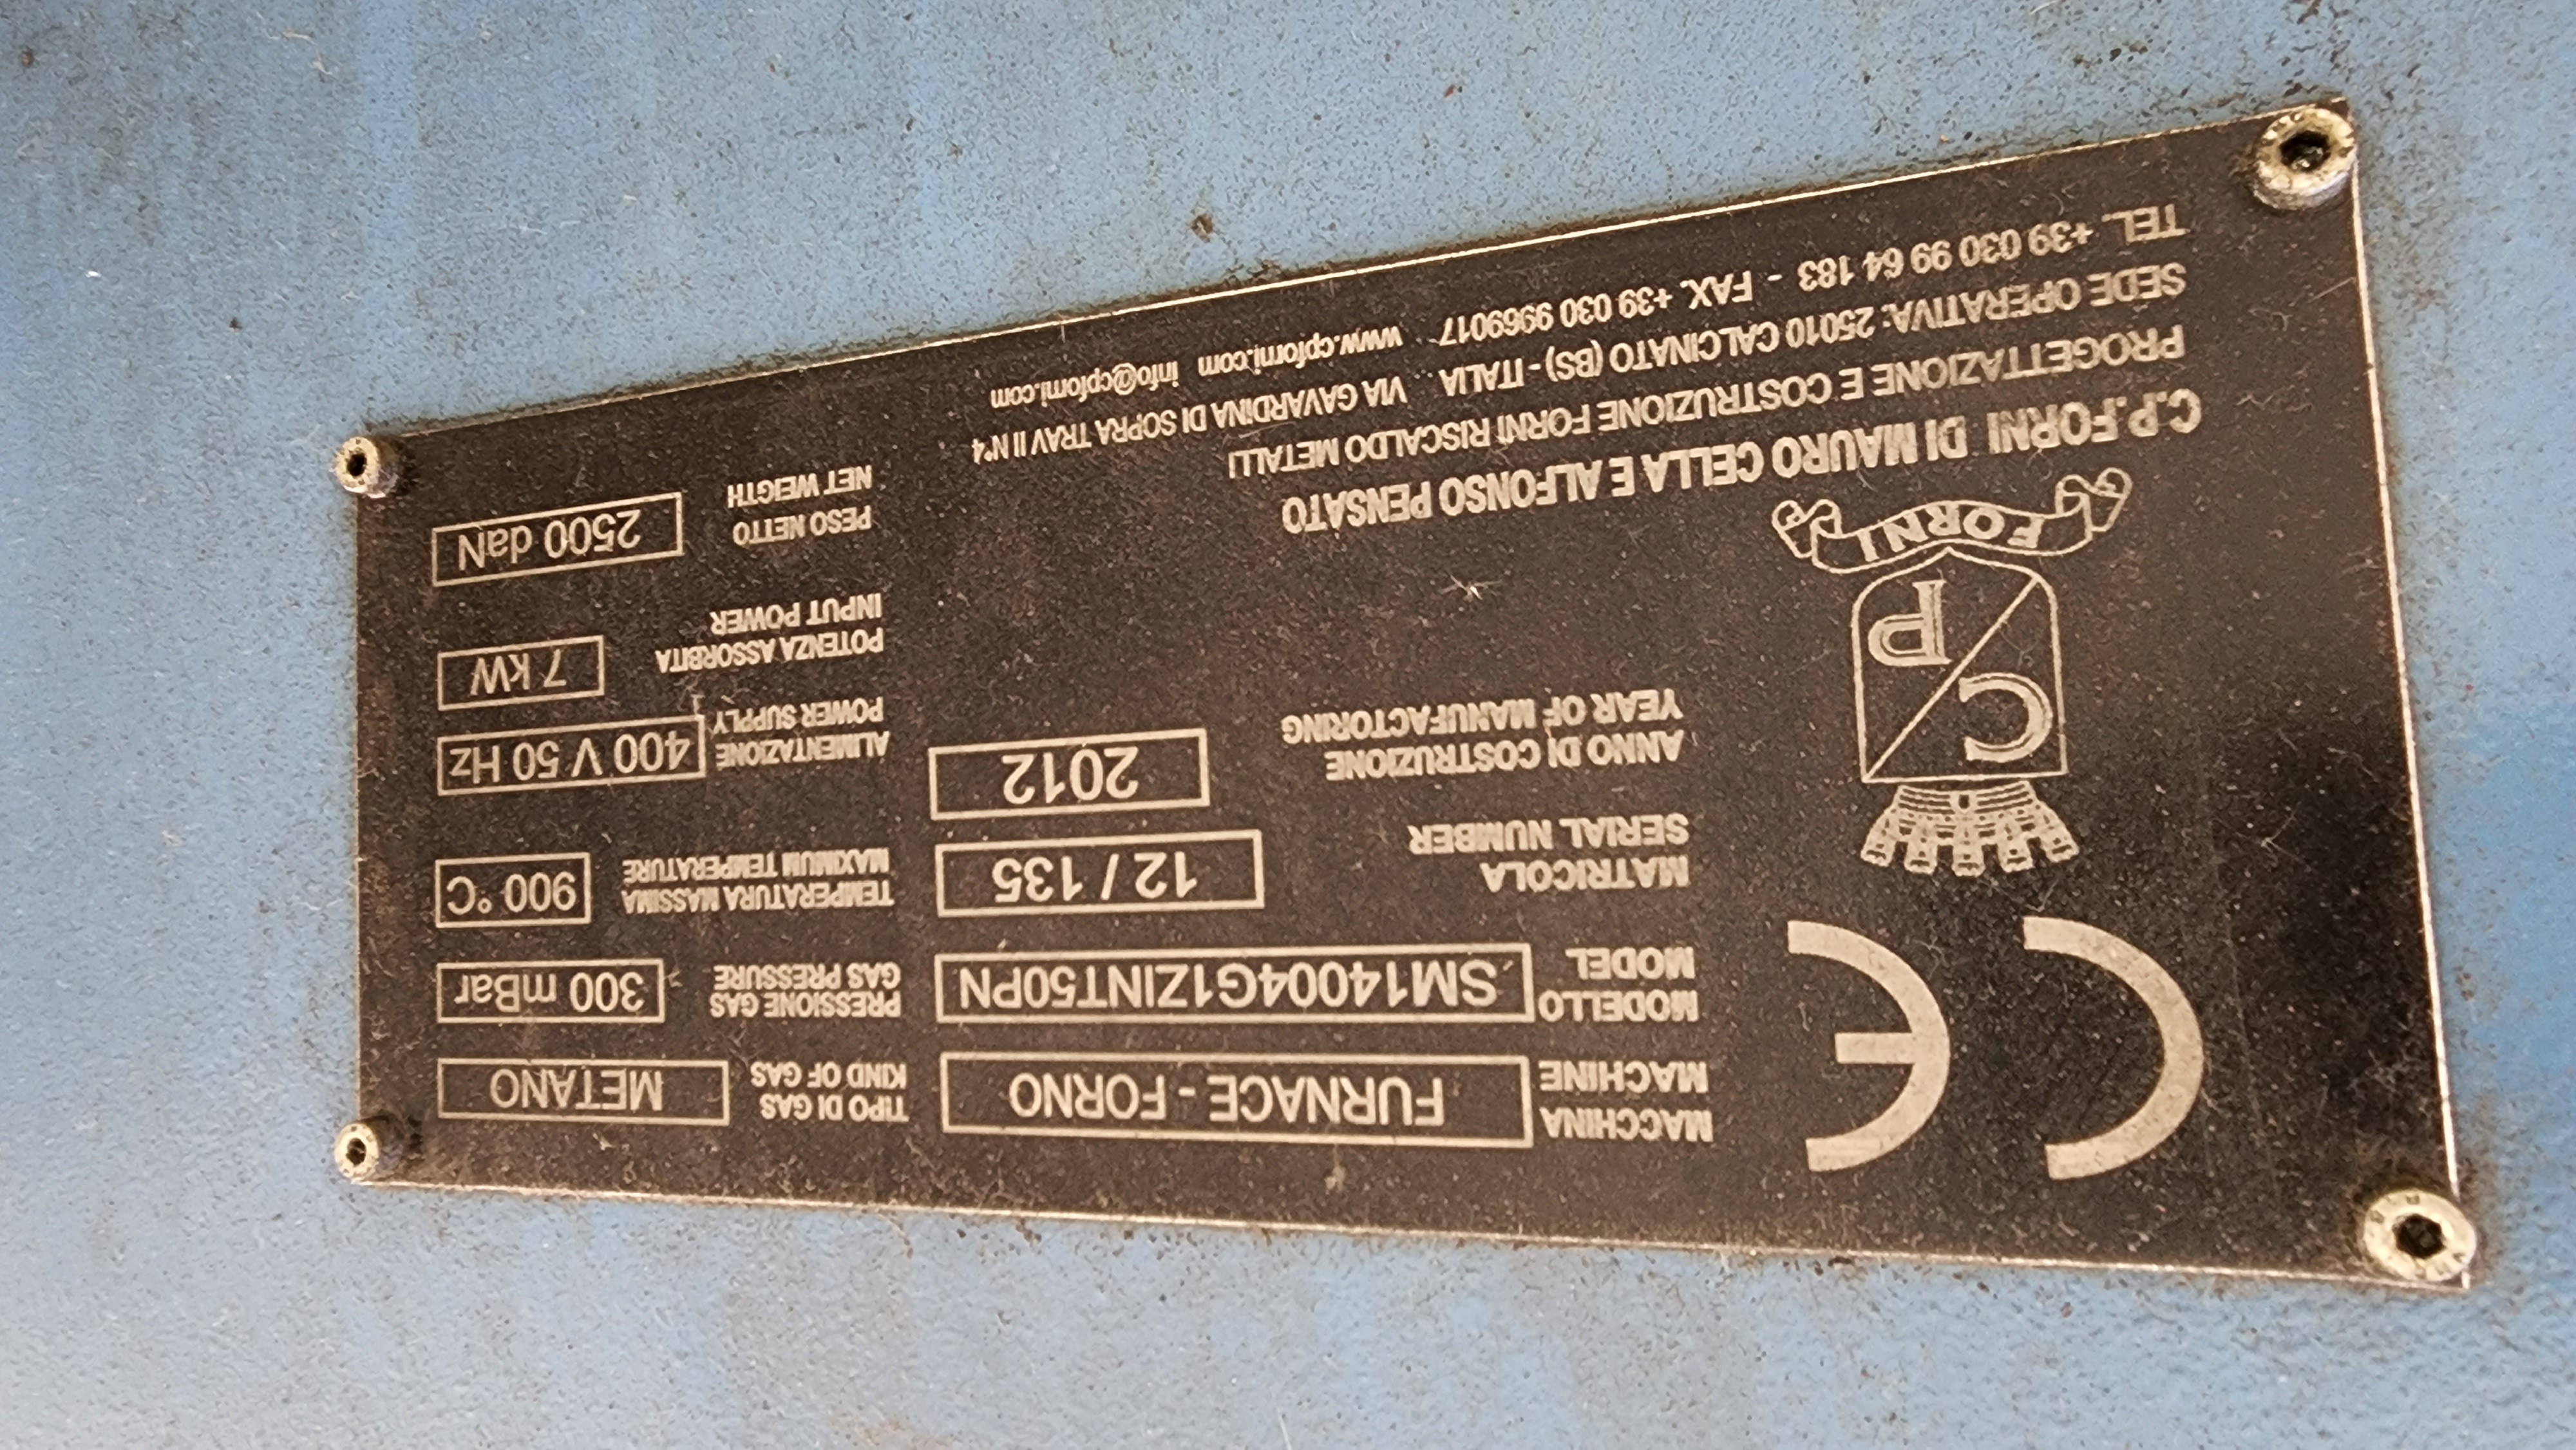 CE
MACCHINA
MACHINE
FURNACE - FORNO
MODELLO
MODEL
SM14004G1ZINT50PN
MATRICOLA
SERIAL NUMBER
12 / 135
ANNO DI COSTRUZIONE
YEAR OF MANUFACTORING
2012
TIPO DI GAS
KIND OF GAS
METANO
PRESSIONE GAS
GAS PRESSURE
300 mBar
TEMPERATURA MASSIMA
MAXIMUM TEMPERATURE
900 °C
ALIMENTAZIONE
POWER SUPPLY
400 V 50 Hz
POTENZA ASSORBITA
INPUT POWER
7 kW
PESO NETTO
NET WEIGTH
2500 daN
C P
FORNI
C.P.FORNI DI MAURO CELLA E ALFONSO PENSATO
PROGETTAZIONE E COSTRUZIONE FORNI RISCALDO METALLI
SEDE OPERATIVA: 25010 CALCINATO (BS) - ITALIA VIA GAVARDINA DI SOPRA TRAV II N°4
TEL. +39 030 99 64 183 - FAX. +39 030 9969017 www.cpforni.com info@cpforni.com